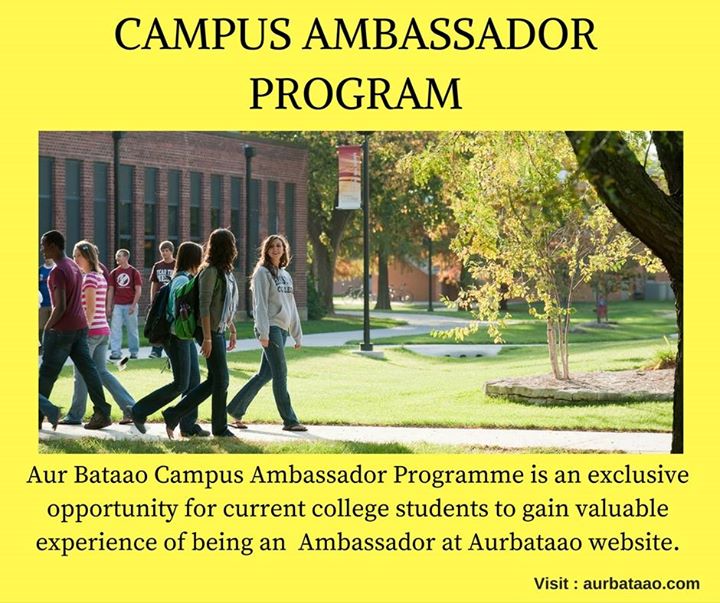 CAMPUS AMBASSADOR
PROGRAM
Aur Bataao Campus Ambassador Programme is an exclusive
opportunity for current college students to gain valuable
experience of being an Ambassador at Aurbataao website.
Visit : aurbataao.com